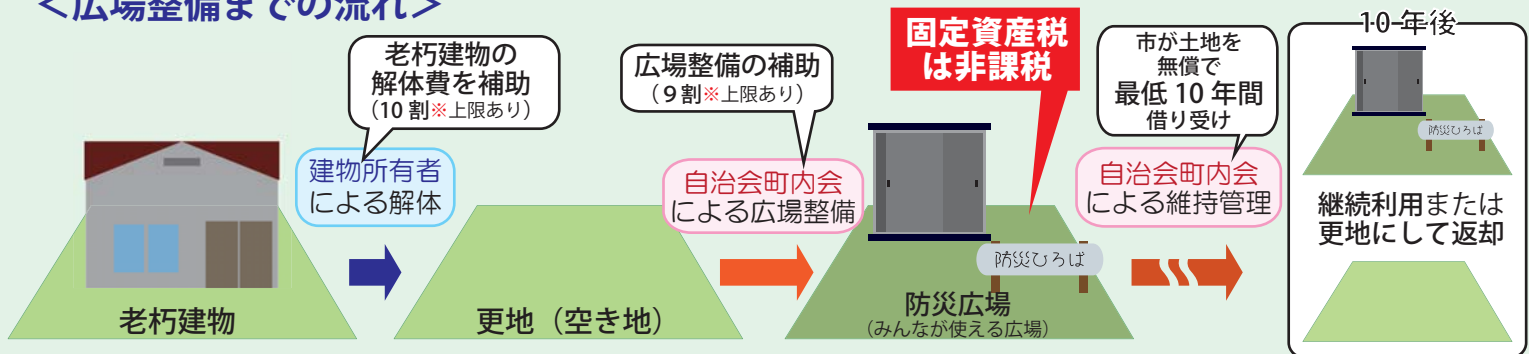 ＜広場整備までの流れ＞
老朽建物の
解体費を補助
（10 割※上限あり）
建物所有者
による解体
老朽建物
更地（空き地）
広場整備の補助
（９割※上限あり）
自治会町内会
による広場整備
固定資産税
は非課税
防災ひろば
防災広場
（みんなが使える広場）
市が土地を
無償で
最低 10 年間
借り受け
自治会町内会
による維持管理
10 年後
防災ひろば
継続利用または
更地にして返却